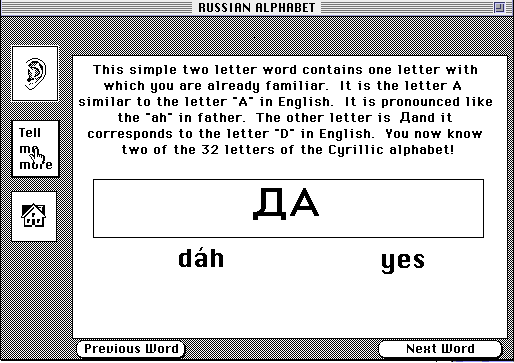 RUSSIAN ALPHABET
This simple two letter word contains one letter with
which you are already familiar. It is the letter A
similar to the letter "A" in English. It is pronounced like
the "ah" in father. The other letter is Дand it
corresponds to the letter "D" in English. You now know
two of the 32 letters of the Cyrillic alphabet!
Tell
me
more
ДА
dáh yes
Previous Word Next Word